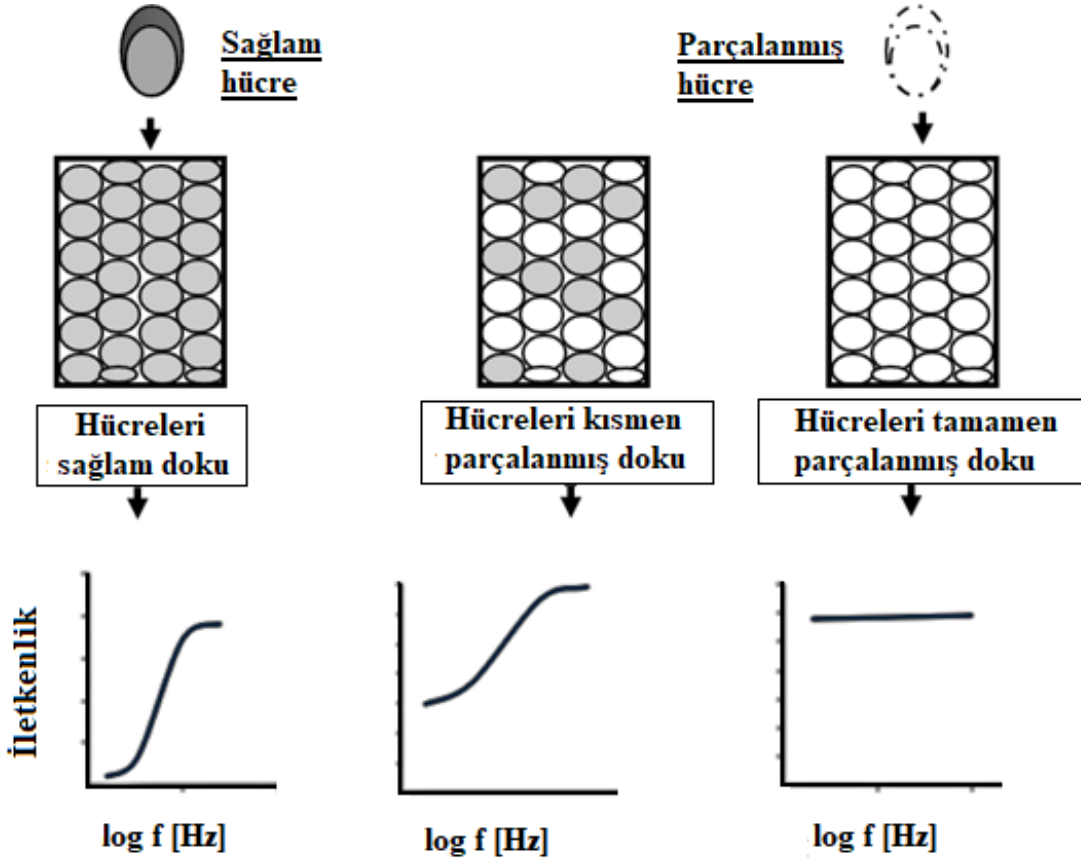 Sağlam
hücre
Parçalanmış
hücre
Hücreleri
sağlam doku
Hücreleri kısmen
parçalanmış doku
Hücreleri tamamen
parçalanmış doku
İletkenlik
log f [Hz]
log f [Hz]
log f [Hz]